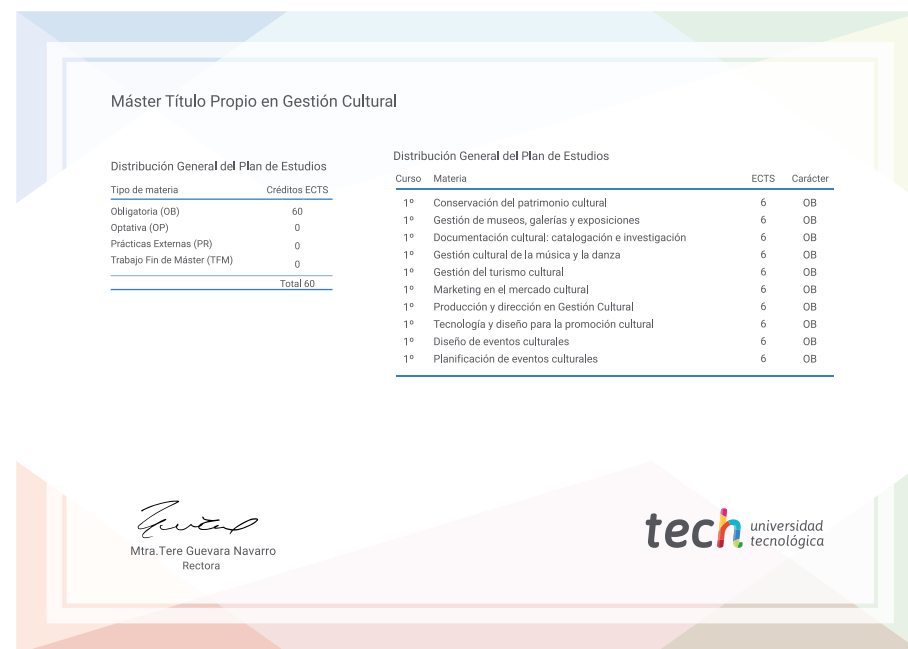 Máster Título Propio en Gestión Cultural
Distribución General del Plan de Estudios
Tipo de materia Créditos ECTS
Obligatoria (OB) 60
Optativa (OP) 0
Prácticas Externas (PR) 0
Trabajo Fin de Máster (TFM) 0
Total 60
Distribución General del Plan de Estudios
Curso Materia ECTS Carácter
1º Conservación del patrimonio cultural 6 OB
1º Gestión de museos, galerías y exposiciones 6 OB
1º Documentación cultural: catalogación e investigación 6 OB
1º Gestión cultural de la música y la danza 6 OB
1º Gestión del turismo cultural 6 OB
1º Marketing en el mercado cultural 6 OB
1º Producción y dirección en Gestión Cultural 6 OB
1º Tecnología y diseño para la promoción cultural 6 OB
1º Diseño de eventos culturales 6 OB
1º Planificación de eventos culturales 6 OB
Mtra.Tere Guevara Navarro
Rectora
tech universidad
tecnológica